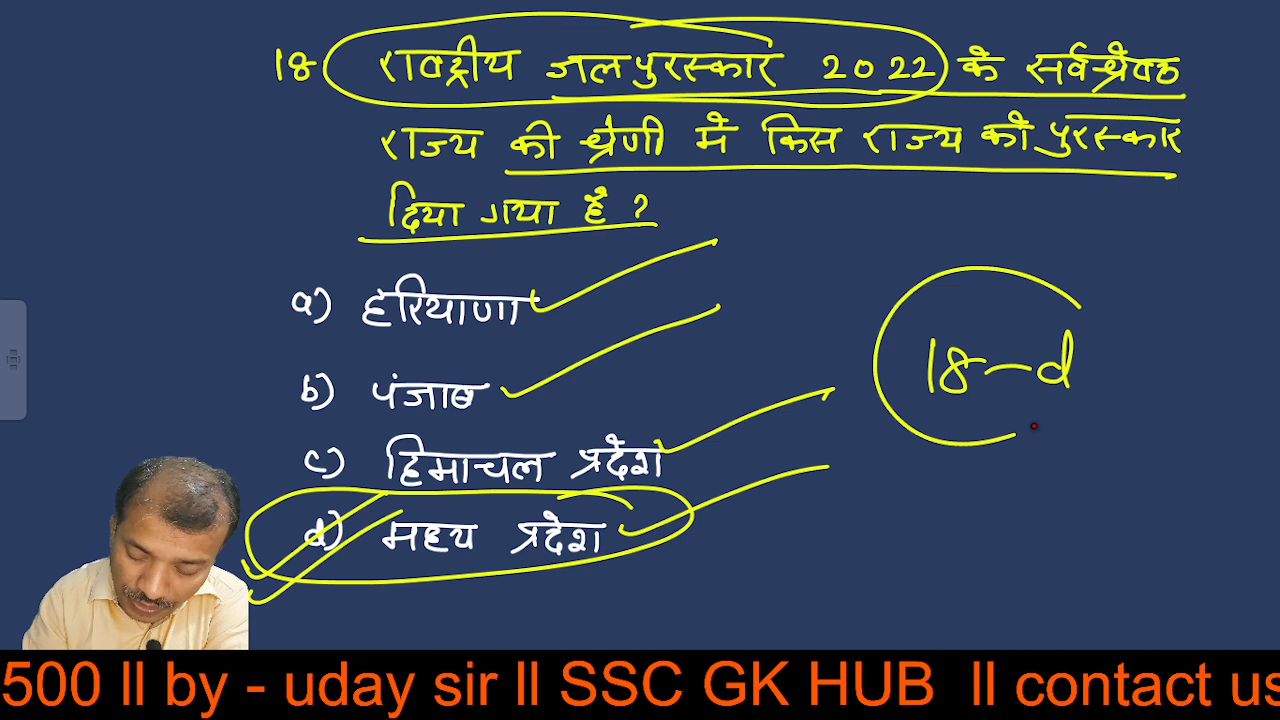 18 राष्ट्रीय जल पुरस्कार 2022 के सर्वश्रेष्ठ
राज्य की श्रेणी में किस राज्य को पुरस्कार
दिया गया है ?
a) हरियाणा
b) पंजाब
c) हिमाचल प्रदेश
d) मध्य प्रदेश
18-d
500 ll by - uday sir ll SSC GK HUB ll contact us